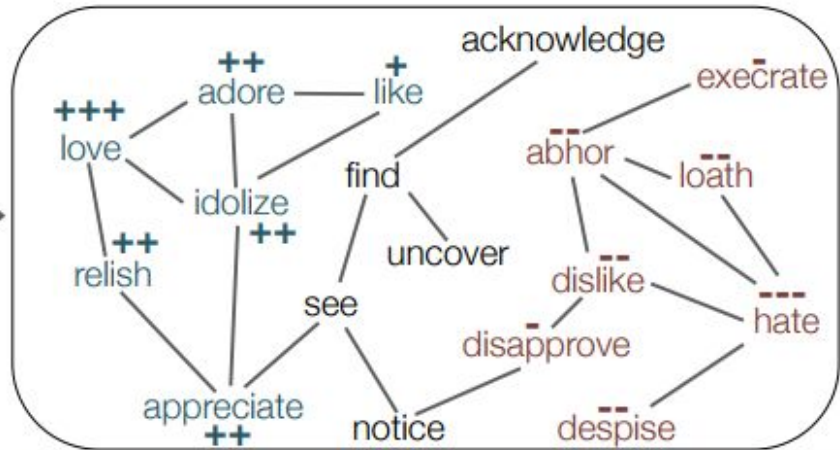 acknowledge
++ + -
adore like execrate
+++ -- --
love abhor loath
find
idolize
++ ++
uncover
relish --
dislike
see ---
- hate
disapprove
appreciate --
++ notice despise